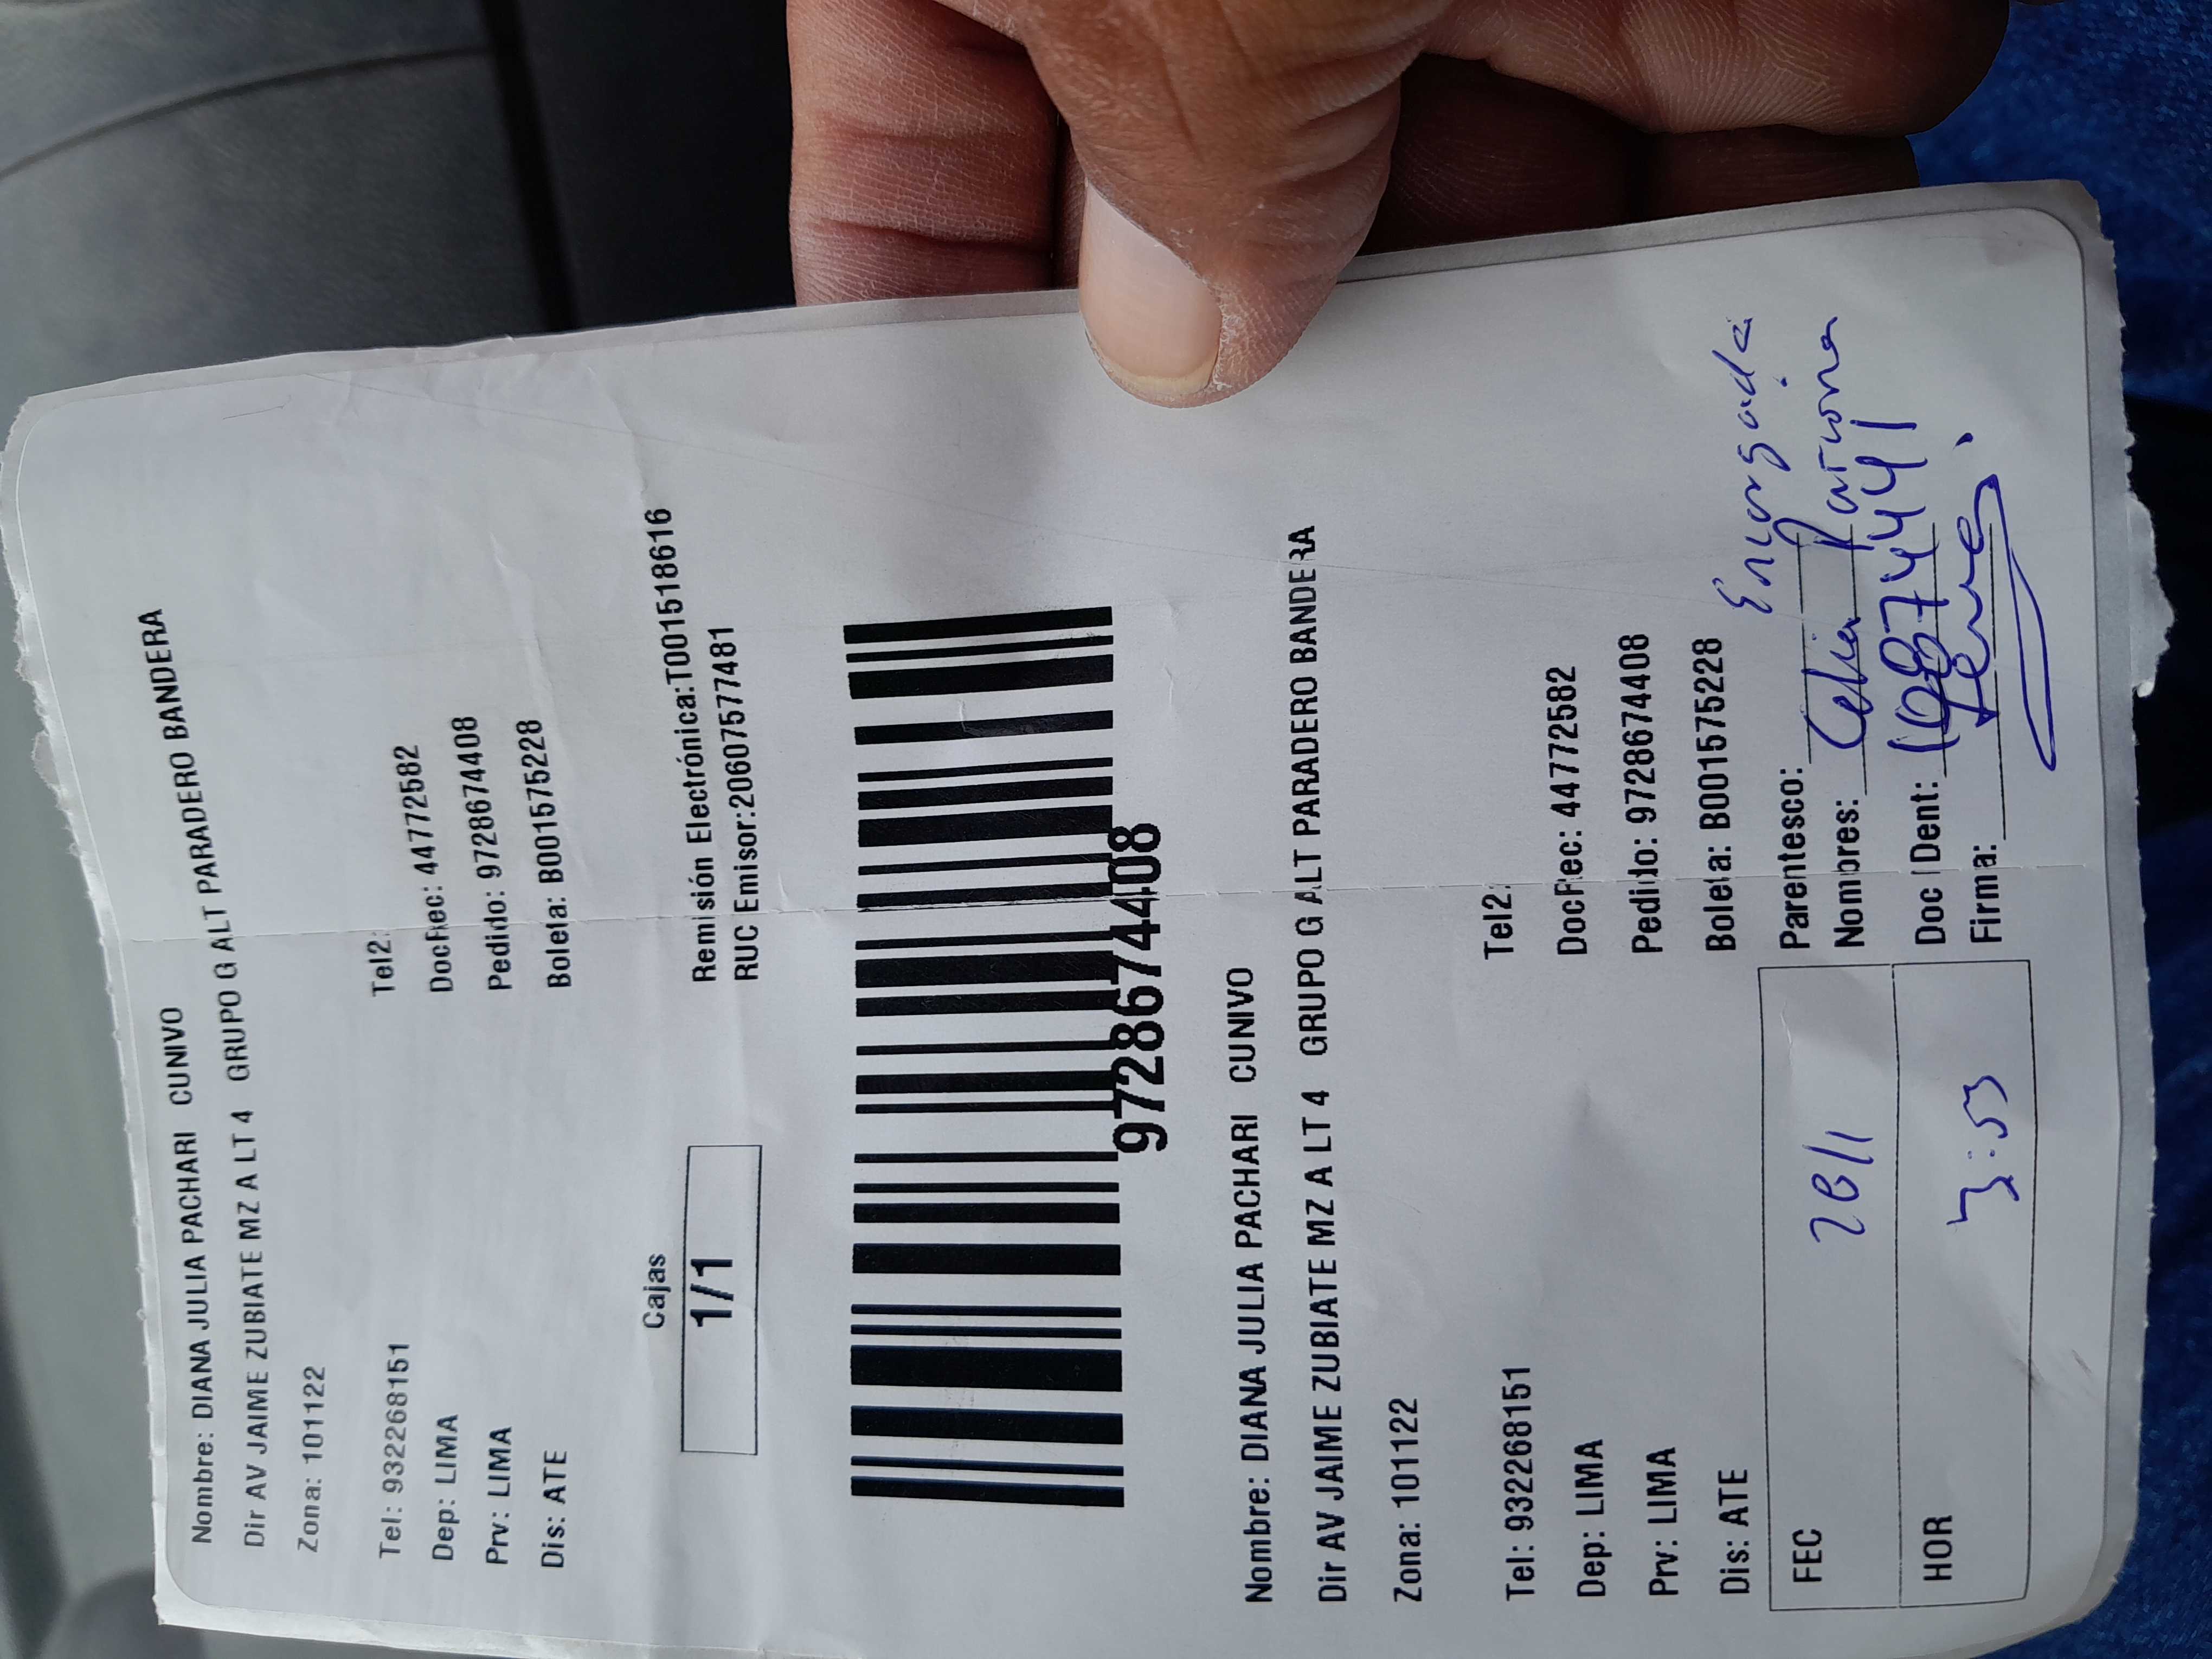 Nombre: DIANA JULIA PACHARI CUNIVO
Dir AV JAIME ZUBIATE MZ A LT 4 GRUPO G ALT PARADERO BANDERA
Zona: 101122
Tel: 932268151 Tel2:
Dep: LIMA DocRec: 44772582
Prv: LIMA Pedido: 9728674408
Dis: ATE Boleta: B001575228
Cajas Remisión Electrónica:T001518616
1/1 RUC Emisor:20607577481
9728674408
Nombre: DIANA JULIA PACHARI CUNIVO
Dir AV JAIME ZUBIATE MZ A LT 4 GRUPO G ALT PARADERO BANDERA
Zona: 101122
Tel: 932268151 Tel2:
Dep: LIMA DocRec: 44772582
Prv: LIMA Pedido: 9728674408
Dis: ATE Boleta: B001575228
Encargada
FEC 28/1 Parentesco:
Nombres: Celia
HOR 3:53 Doc IDent:
Firma: